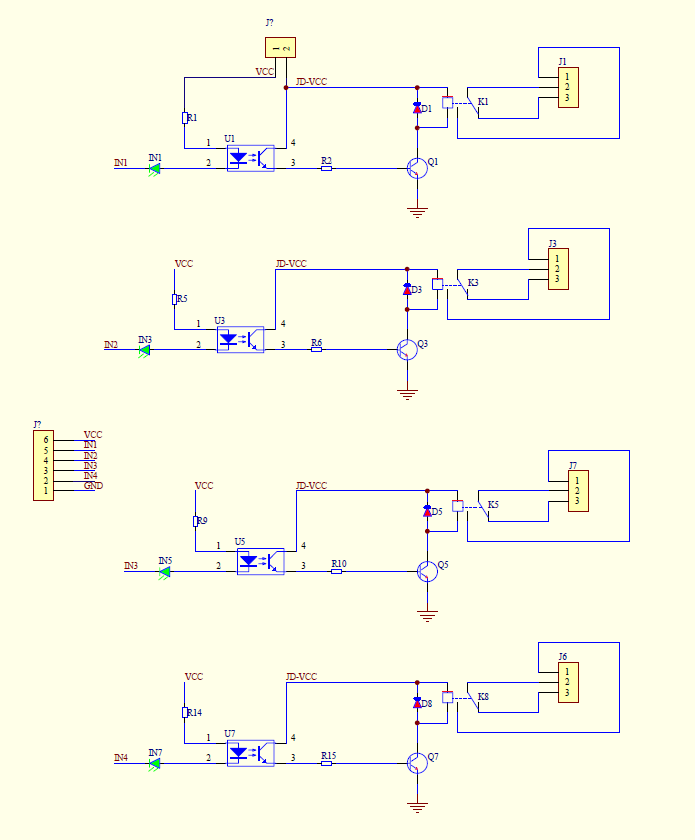 J?
1 2
VCC
JD-VCC
J1
1
2
3
R1
D1
K1
U1
1
4
IN1
IN1
2
3
R2
Q1
J3
1
2
3
VCC
JD-VCC
R5
D3
K3
U3
1
4
IN2
IN3
2
3
R6
Q3
J?
6 VCC
5 IN1
4 IN2
3 IN3
2 IN4
1 GND
J7
1
2
3
VCC
JD-VCC
R9
D5
K5
U5
1
4
IN3
IN5
2
3
R10
Q5
J6
1
2
3
VCC
JD-VCC
R14
D8
K8
U7
1
4
IN4
IN7
2
3
R15
Q7